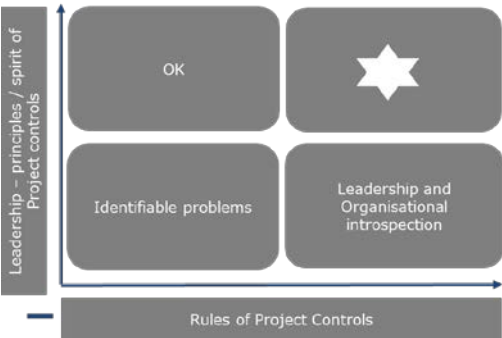 Leadership – principles / spirit of
Project controls
OK
Identifiable problems
Leadership and
Organisational
introspection
Rules of Project Controls